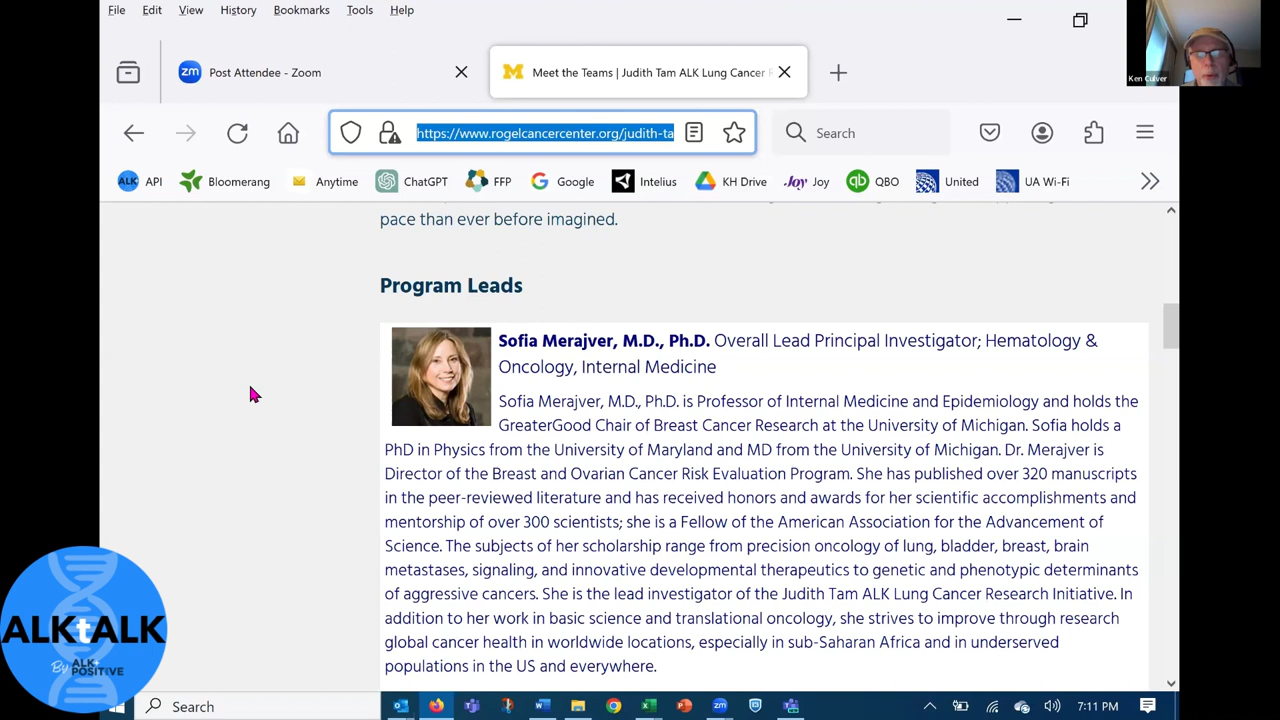 File Edit View History Bookmarks Tools Help
Ken Culver
zm Post Attendee - Zoom
M Meet the Teams | Judith Tam ALK Lung Cancer
https://www.rogelcancercenter.org/judith-ta
Search
ALK API Bloomerang Anytime ChatGPT FFP G Google Intelius KH Drive Joy Joy qb QBO United UA Wi-Fi
pace than ever before imagined.
Program Leads
Sofia Merajver, M.D., Ph.D. Overall Lead Principal Investigator; Hematology &
Oncology, Internal Medicine
Sofia Merajver, M.D., Ph.D. is Professor of Internal Medicine and Epidemiology and holds the
GreaterGood Chair of Breast Cancer Research at the University of Michigan. Sofia holds a
PhD in Physics from the University of Maryland and MD from the University of Michigan. Dr. Merajver is
Director of the Breast and Ovarian Cancer Risk Evaluation Program. She has published over 320 manuscripts
in the peer-reviewed literature and has received honors and awards for her scientific accomplishments and
mentorship of over 300 scientists; she is a Fellow of the American Association for the Advancement of
Science. The subjects of her scholarship range from precision oncology of lung, bladder, breast, brain
metastases, signaling, and innovative developmental therapeutics to genetic and phenotypic determinants
of aggressive cancers. She is the lead investigator of the Judith Tam ALK Lung Cancer Research Initiative. In
addition to her work in basic science and translational oncology, she strives to improve through research
global cancer health in worldwide locations, especially in sub-Saharan Africa and in underserved
populations in the US and everywhere.
ALKtALK
By ALK
POSITIVE
Search
7:11 PM